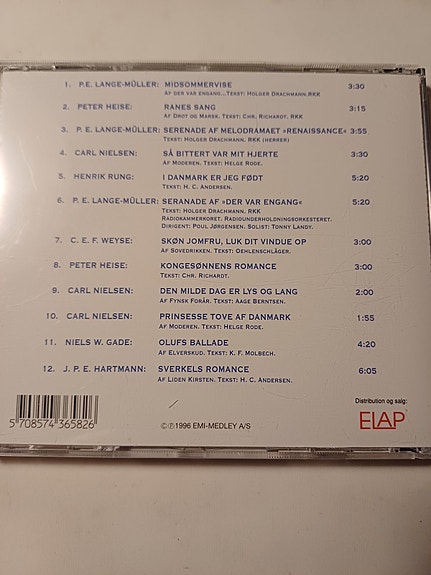 1. P.E. LANGE-MÜLLER: MIDSOMMERVISE 3:30
AF DER VAR ENGANG...TEKST: HOLGER DRACHMANN.RKK
2. PETER HEISE: RANES SANG 3:15
AF DROT OG MARSK. TEKST: CHR. RICHARDT. RKK
3. P.E. LANGE-MÜLLER: SERENADE AF MELODRAMAET »RENAISSANCE« 3:55
TEKST: HOLGER DRACHMANN. RKK (HERRER)
4. CARL NIELSEN: SÅ BITTERT VAR MIT HJERTE 3:30
AF MODEREN. TEKST: HELGE RODE.
5. HENRIK RUNG: I DANMARK ER JEG FØDT 5:20
TEKST: H.C. ANDERSEN.
6. P.E. LANGE-MÜLLER: SERANADE AF »DER VAR ENGANG« 5:20
TEKST: HOLGER DRACHMANN. RKK
RADIOKAMMERKORET. RADIOUNDERHOLDNINGSORKESTERET.
DIRIGENT: POUL JØRGENSEN. SOLIST: TONNY LANDY.
7. C.E.F. WEYSE: SKØN JOMFRU, LUK DIT VINDUE OP 3:00
AF SOVEDRIKKEN. TEKST: OEHLENSCHLÄGER.
8. PETER HEISE: KONGESØNNENS ROMANCE 3:00
TEKST: CHR. RICHARDT.
9. CARL NIELSEN: DEN MILDE DAG ER LYS OG LANG 2:00
AF FYNSK FORÅR. TEKST: AAGE BERNTSEN.
10. CARL NIELSEN: PRINSESSE TOVE AF DANMARK 1:55
AF MODEREN. TEKST: HELGE RODE.
11. NIELS W. GADE: OLUFS BALLADE 4:20
AF ELVERSKUD. TEKST: K. F. MOLBECH.
12. J.P.E. HARTMANN: SVERKELS ROMANCE 6:05
AF LIDEN KIRSTEN. TEKST: H.C. ANDERSEN.
Distribution og salg:
ELAP
5 708574 365826
©℗1996 EMI-MEDLEY A/S